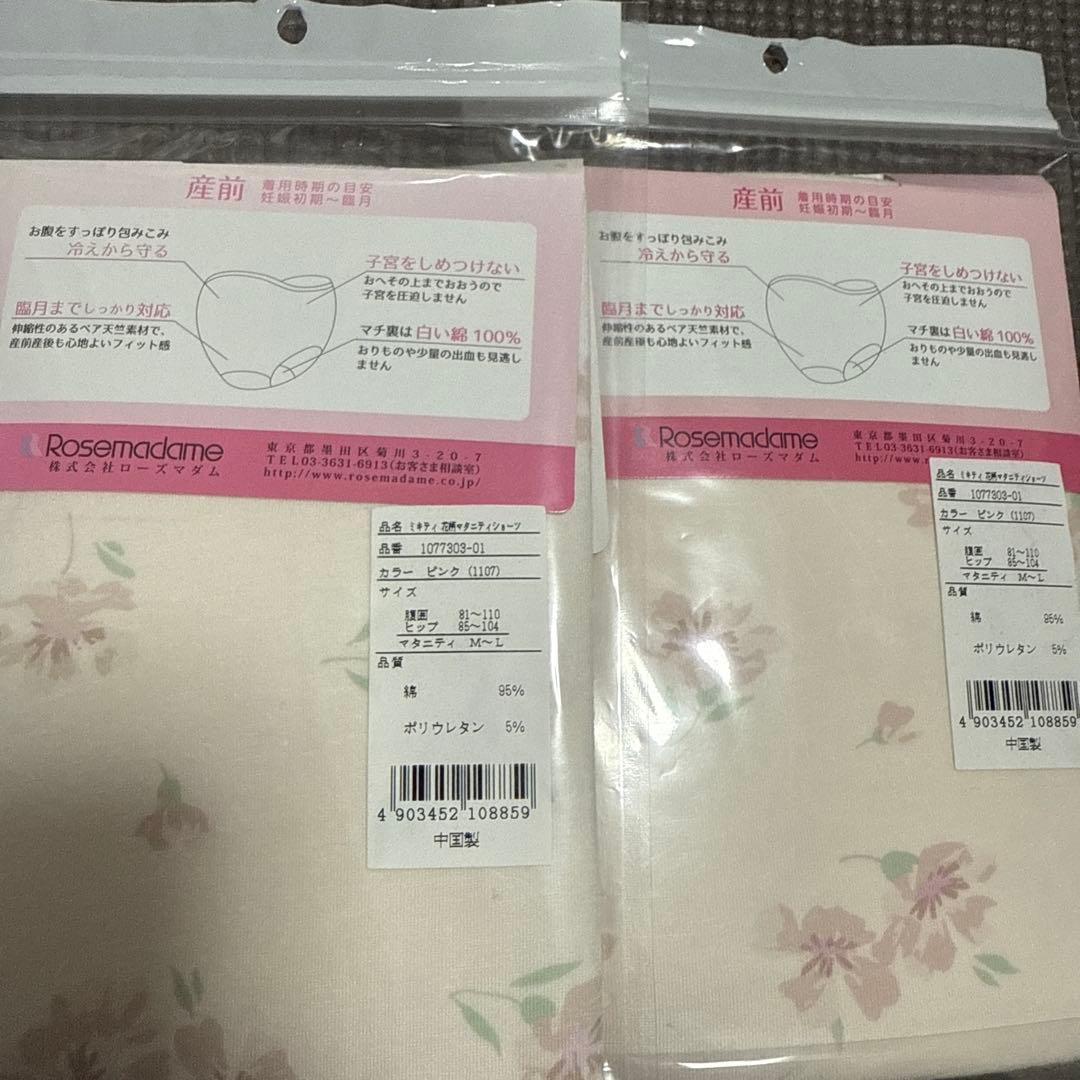 産前 着用時期の目安
妊娠初期～臨月
お腹をすっぽり包みこみ
冷えから守る
子宮をしめつけない
おへその上までおおうので
子宮を圧迫しません
臨月までしっかり対応
伸縮性のあるベア天竺素材で、
産前産後も心地よいフィット感
マチ裏は白い綿100%
おりものや少量の出血も見逃し
ません
Rosemadame
株式会社ローズマダム
東京都墨田区菊川3-20-7
TEL03-3631-6913(お客さま相談室)
http://www.rosemadame.co.jp/
品名 ミキティ 花柄マタニティショーツ
品番 1077303-01
カラー ピンク(1107)
サイズ
腹囲 81～110
ヒップ 85～104
マタニティ M～L
品質
綿 95%
ポリウレタン 5%
4 903452 108859
中国製
産前 着用時期の目安
妊娠初期～臨月
お腹をすっぽり包みこみ
冷えから守る
子宮をしめつけない
おへその上までおおうので
子宮を圧迫しません
臨月までしっかり対応
伸縮性のあるベア天竺素材で、
産前産後も心地よいフィット感
マチ裏は白い綿100%
おりものや少量の出血も見逃し
ません
Rosemadame
株式会社ローズマダム
東京都墨田区菊川3-20-7
TEL03-3631-6913(お客さま相談室)
http://www.r
品名 ミキティ 花柄マタニティショーツ
品番 1077303-01
カラー ピンク(1107)
サイズ
腹囲 81～110
ヒップ 85～104
マタニティ M～L
品質
綿 95%
ポリウレタン 5%
4 903452 108859
中国製